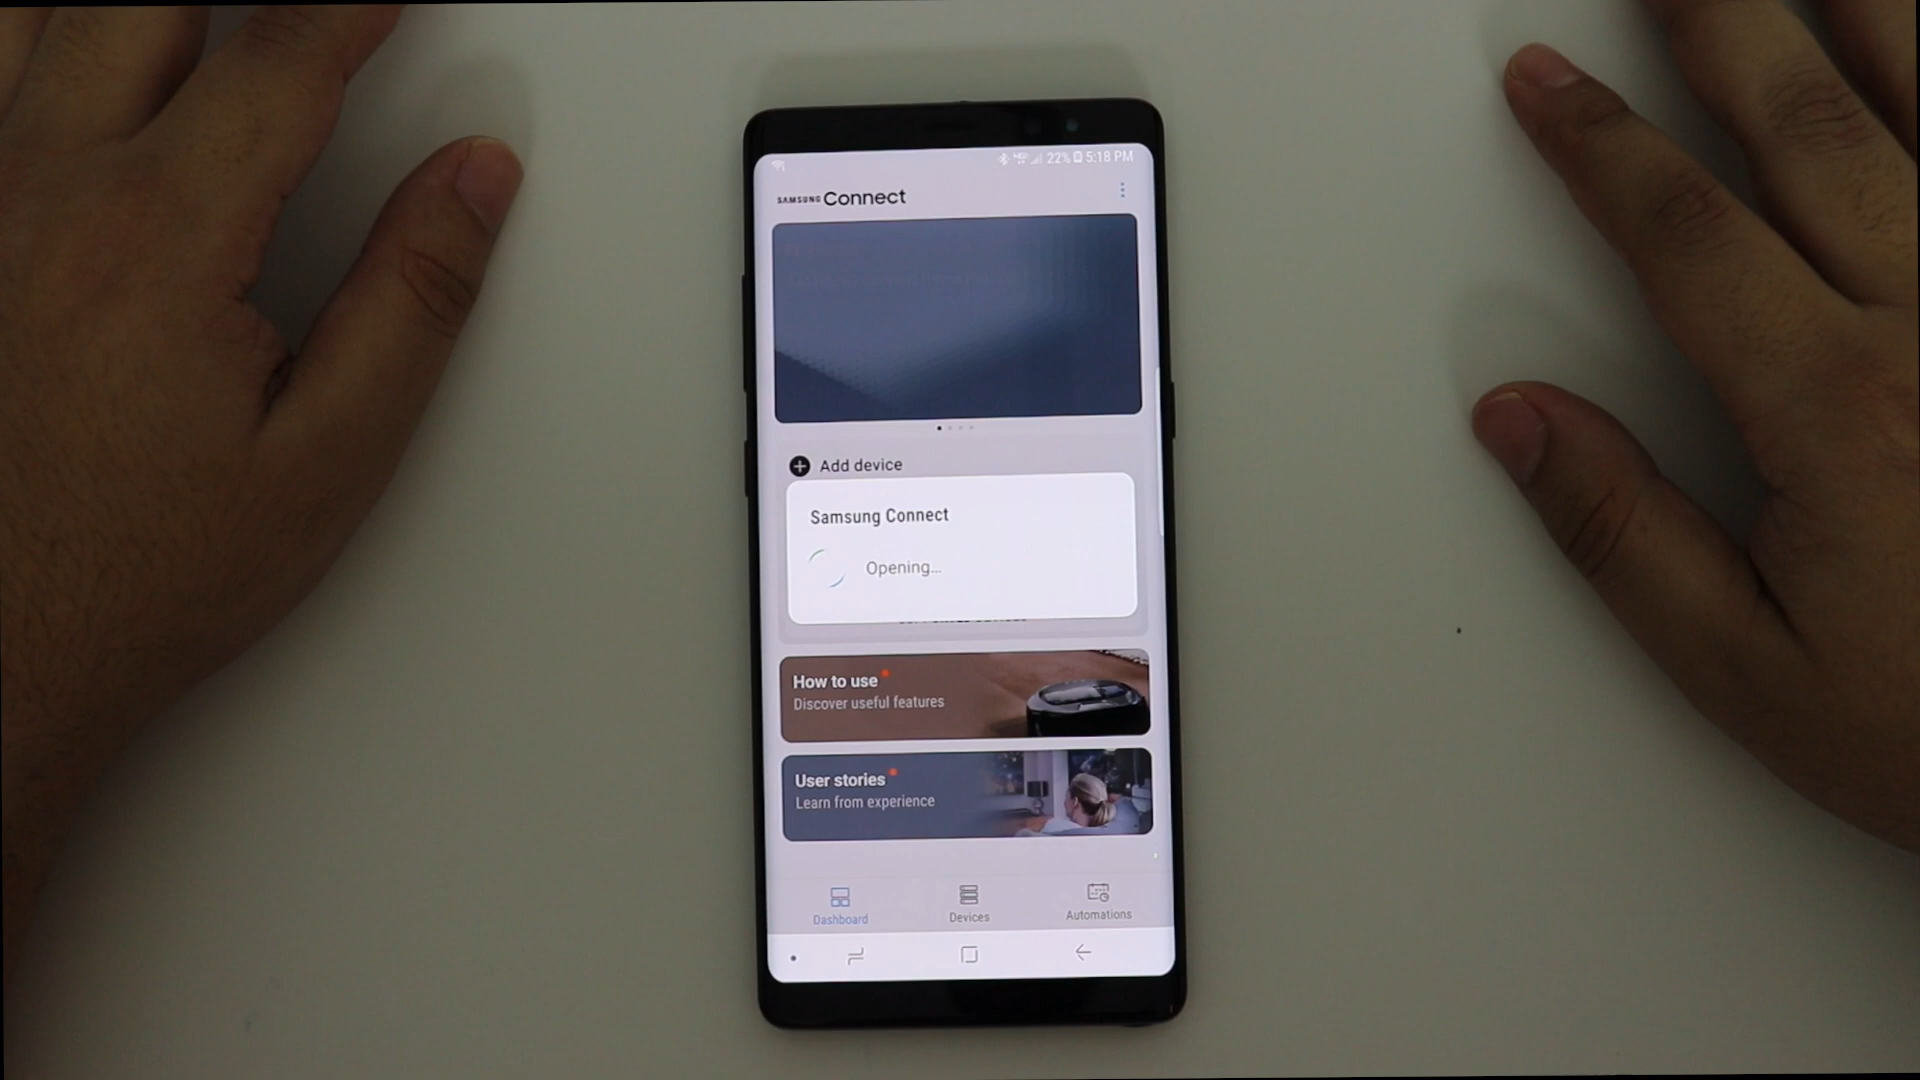 22% 5:18 PM
SAMSUNG Connect
Add device
Samsung Connect
Opening...
How to use
Discover useful features
User stories
Learn from experience
Dashboard
Devices
Automations